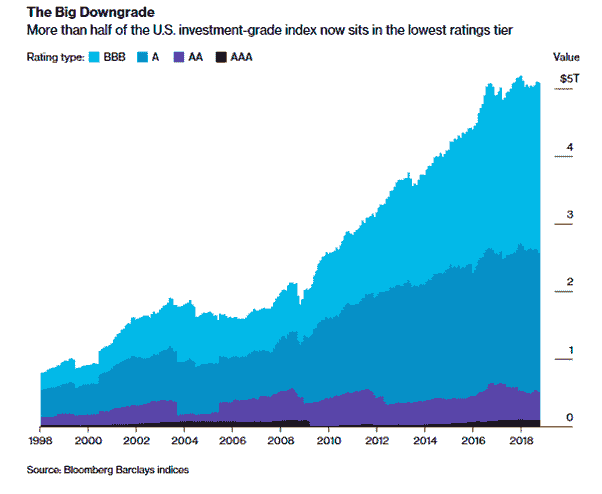 The Big Downgrade
More than half of the U.S. investment-grade index now sits in the lowest ratings tier
Rating type: BBB A AA AAA
Value
$5T
4
3
2
1
0
1998 2000 2002 2004 2006 2008 2010 2012 2014 2016 2018
Source: Bloomberg Barclays indices